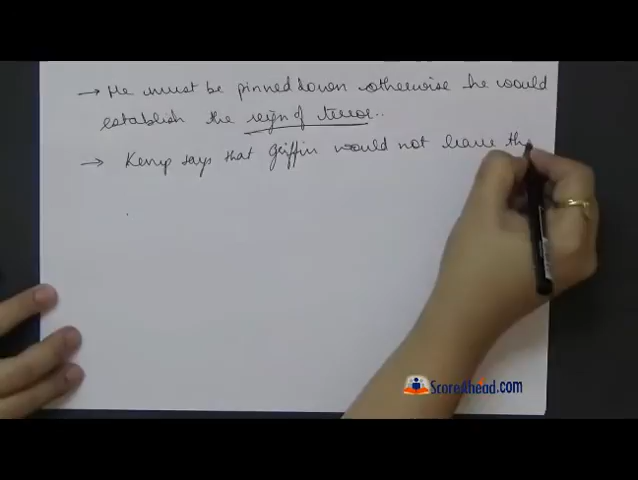 → He must be pinned down otherwise he would
establish the reign of terror..
→ Kemp says that Griffin would not leave th
ScoreAhead.com